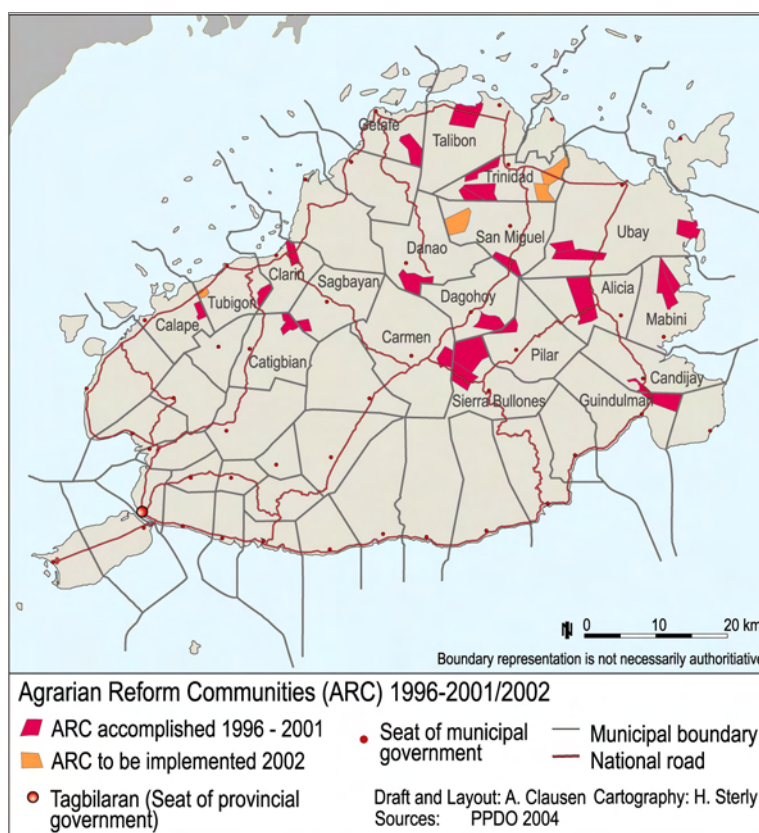 Getafe
Talibon
Trinidad
Ubay
San Miguel
Danao
Clarin
Sagbayan
Dagohoy
Alicia
Tubigon
Mabini
Calape
Carmen
Catigbian
Pilar
Candijay
Sierra Bullones
Guindulman
N
0 10 20 km
Boundary representation is not necessarily authoritiative
Agrarian Reform Communities (ARC) 1996-2001/2002
ARC accomplished 1996 - 2001
ARC to be implemented 2002
Tagbilaran (Seat of provincial
government)
Seat of municipal
government
Municipal boundary
National road
Draft and Layout: A. Clausen Cartography: H. Sterly
Sources: PPDO 2004